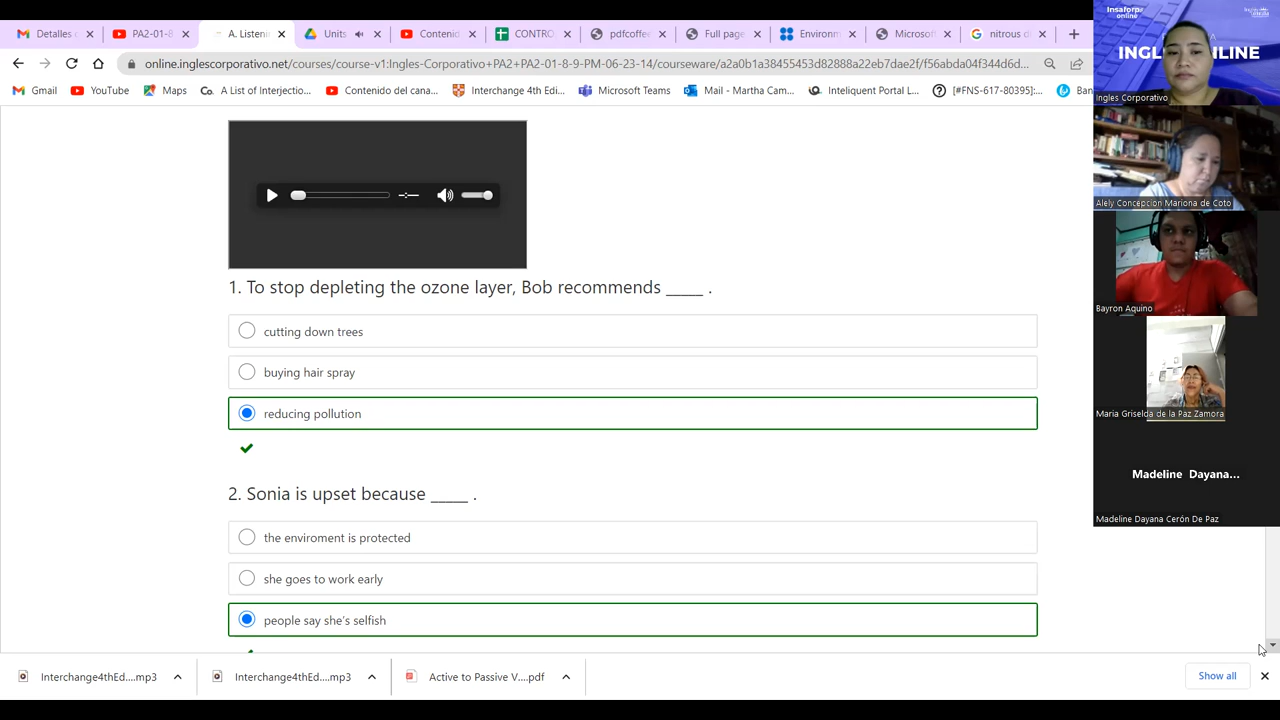 Detalles
PA2-01-8
A. Listenin
Units
Contenid
CONTRO
pdfcoffee
Full page
Environm
Microsof
nitrous d
online.inglescorporativo.net/courses/course-v1:Ingles-Corporativo+PA2+PA2-01-8-9-PM-06-23-14/courseware/a2a0b1a38455453d82888a22eb7dae2f/f56abda04f344d6d...
Gmail
YouTube
Maps
A List of Interjectio...
Contenido del cana...
Interchange 4th Edi...
Microsoft Teams
Mail - Martha Cam...
Inteliquent Portal L...
[#FNS-617-80395]:...
Ban
1. To stop depleting the ozone layer, Bob recommends _____ .
cutting down trees
buying hair spray
reducing pollution
2. Sonia is upset because _____ .
the enviroment is protected
she goes to work early
people say she's selfish
Insaforp
online
Ingles Corporativo
Alely Concepcion Mariona de Coto
Bayron Aquino
Maria Griselda de la Paz Zamora
Madeline Dayana...
Madeline Dayana Cerón De Paz
Interchange4thEd....mp3
Interchange4thEd....mp3
Active to Passive V....pdf
Show all